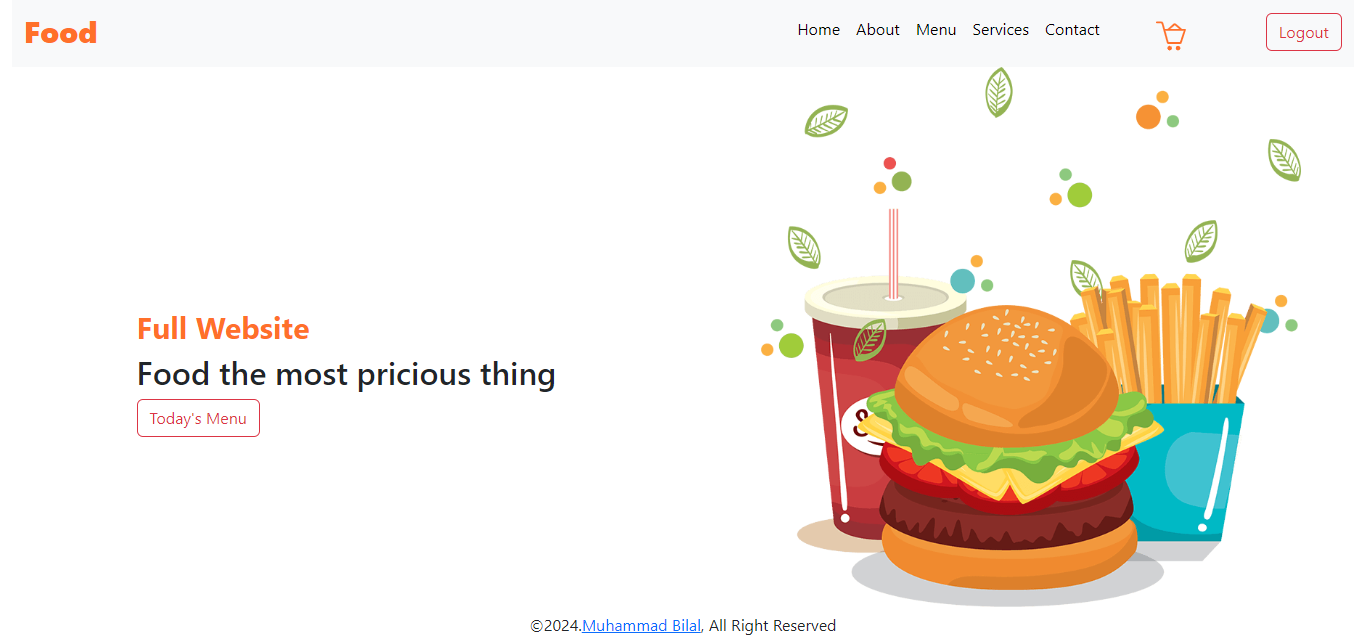 Food
Home About Menu Services Contact
Logout
Full Website
Food the most pricious thing
Today's Menu
©2024.Muhammad Bilal, All Right Reserved